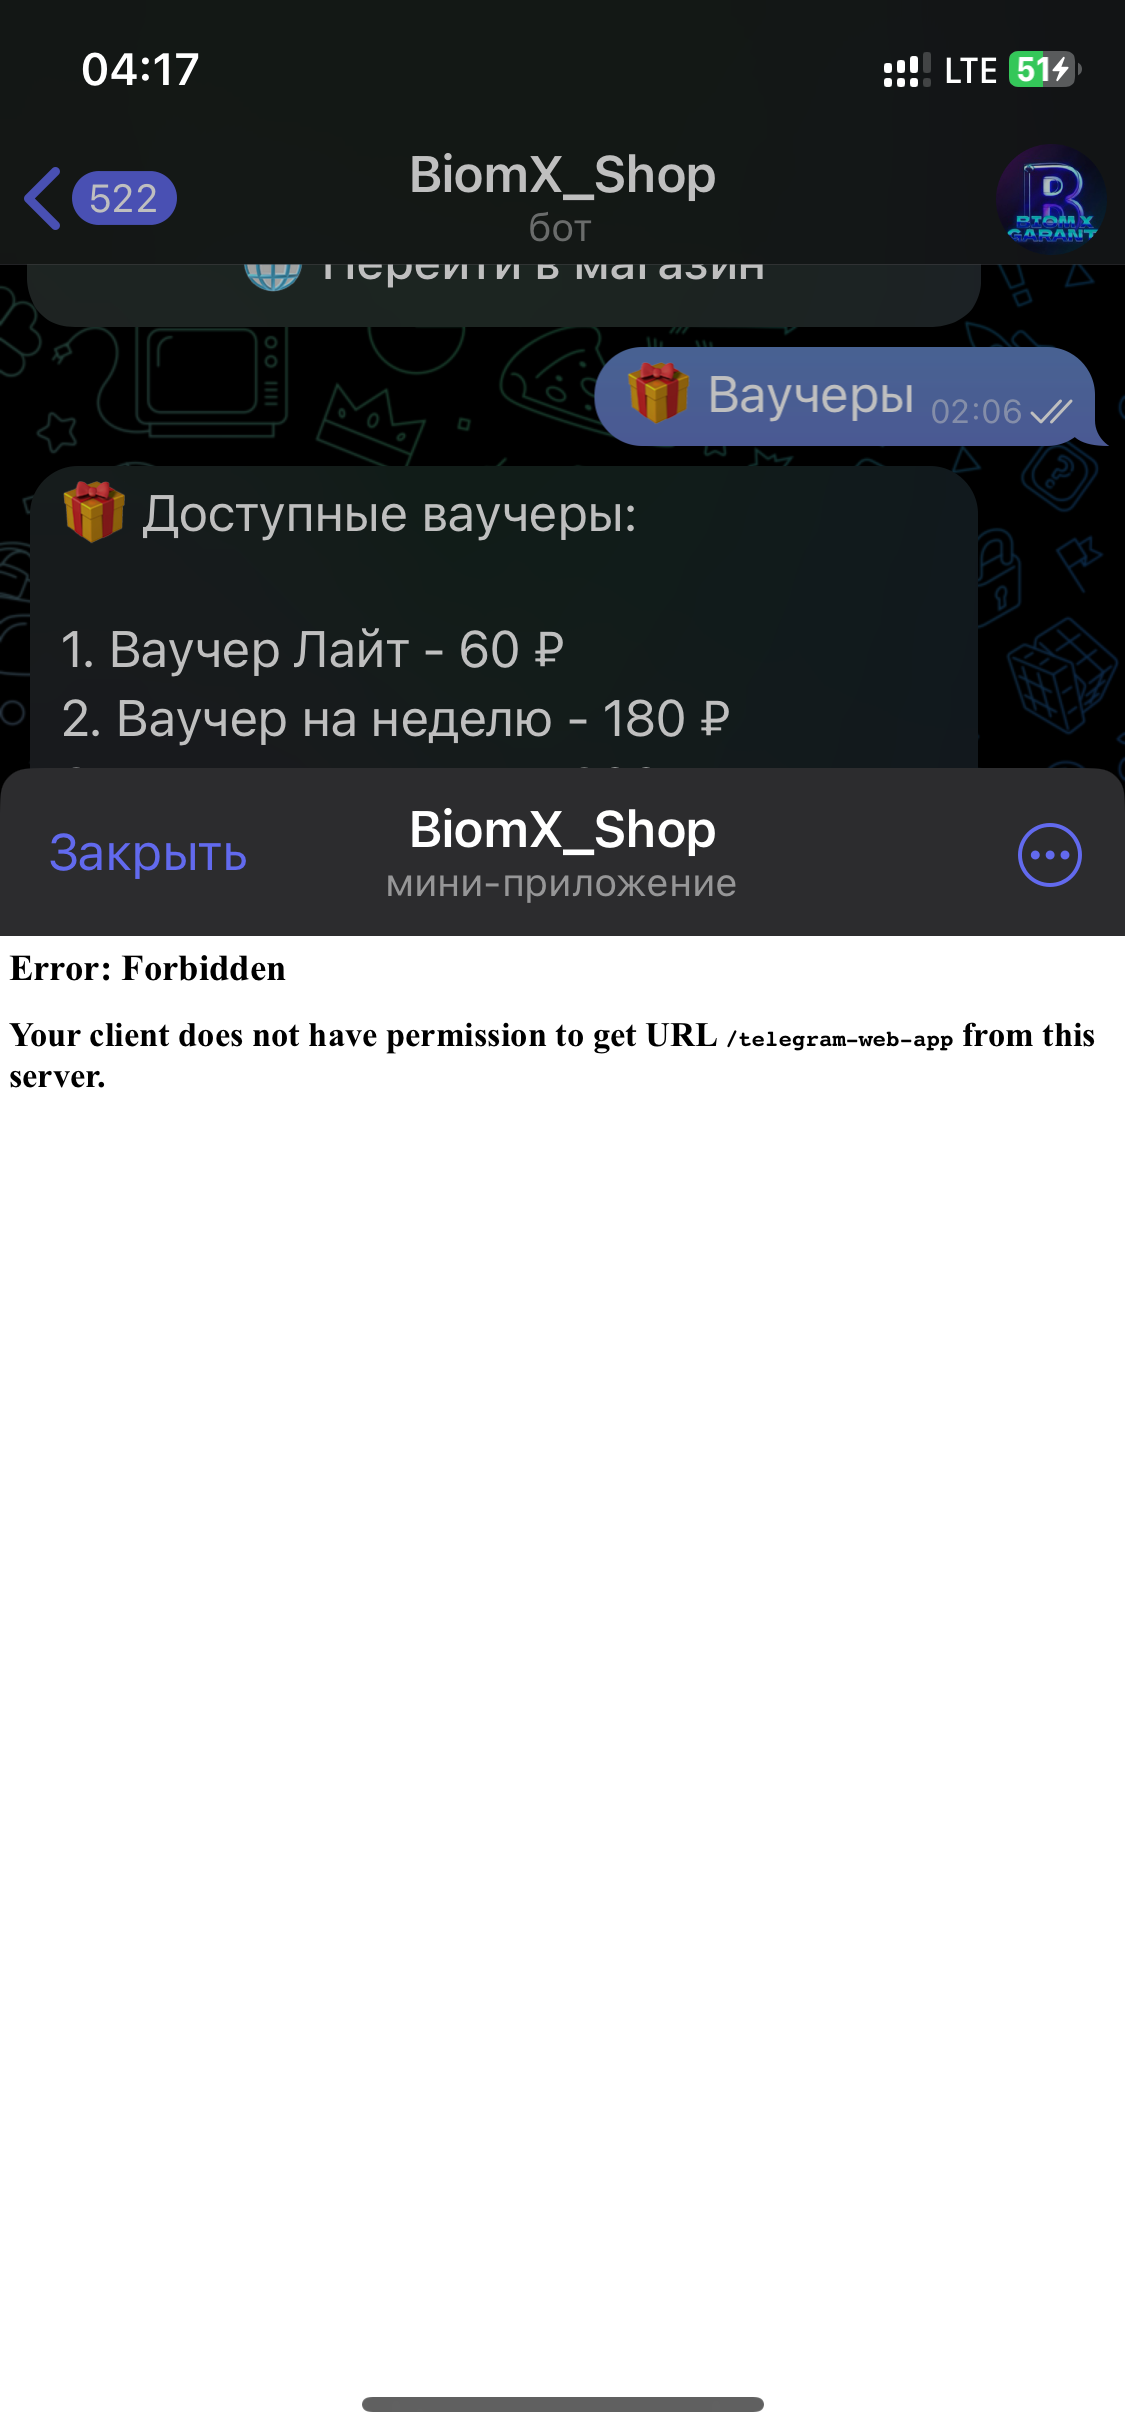 04:17
LTE 51
522
BiomX_Shop
бот
BIOM X
GARANT
🌐 Перейти в магазин
🎁 Ваучеры 02:06
🎁 Доступные ваучеры:
1. Ваучер Лайт - 60 ₽
2. Ваучер на неделю - 180 ₽
Закрыть
BiomX_Shop
мини-приложение
Error: Forbidden
Your client does not have permission to get URL /telegram-web-app from this
server.